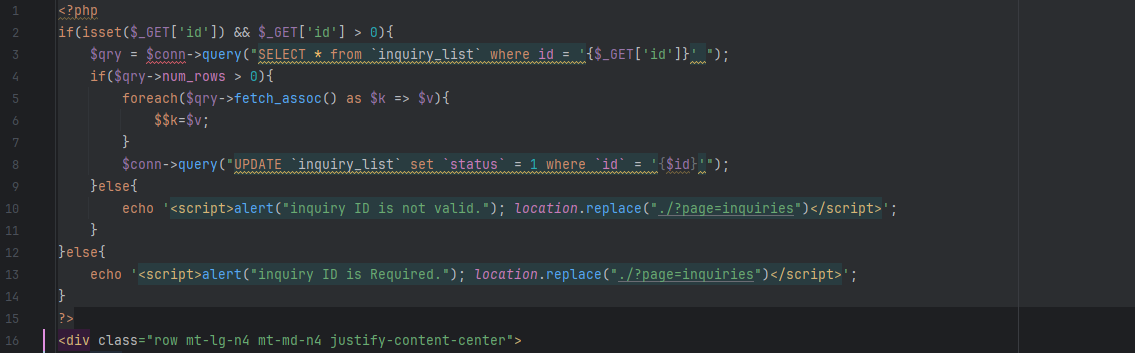 1 <?php
2 if(isset($_GET['id']) && $_GET['id'] > 0){
3 $qry = $conn->query("SELECT * from `inquiry_list` where id = '{$_GET['id']}' ");
4 if($qry->num_rows > 0){
5 foreach($qry->fetch_assoc() as $k => $v){
6 $$k=$v;
7 }
8 $conn->query("UPDATE `inquiry_list` set `status` = 1 where `id` = '{$id}'");
9 }else{
10 echo '<script>alert("inquiry ID is not valid."); location.replace("./?page=inquiries")</script>';
11 }
12 }else{
13 echo '<script>alert("inquiry ID is Required."); location.replace("./?page=inquiries")</script>';
14 }
15 ?>
16 <div class="row mt-lg-n4 mt-md-n4 justify-content-center">